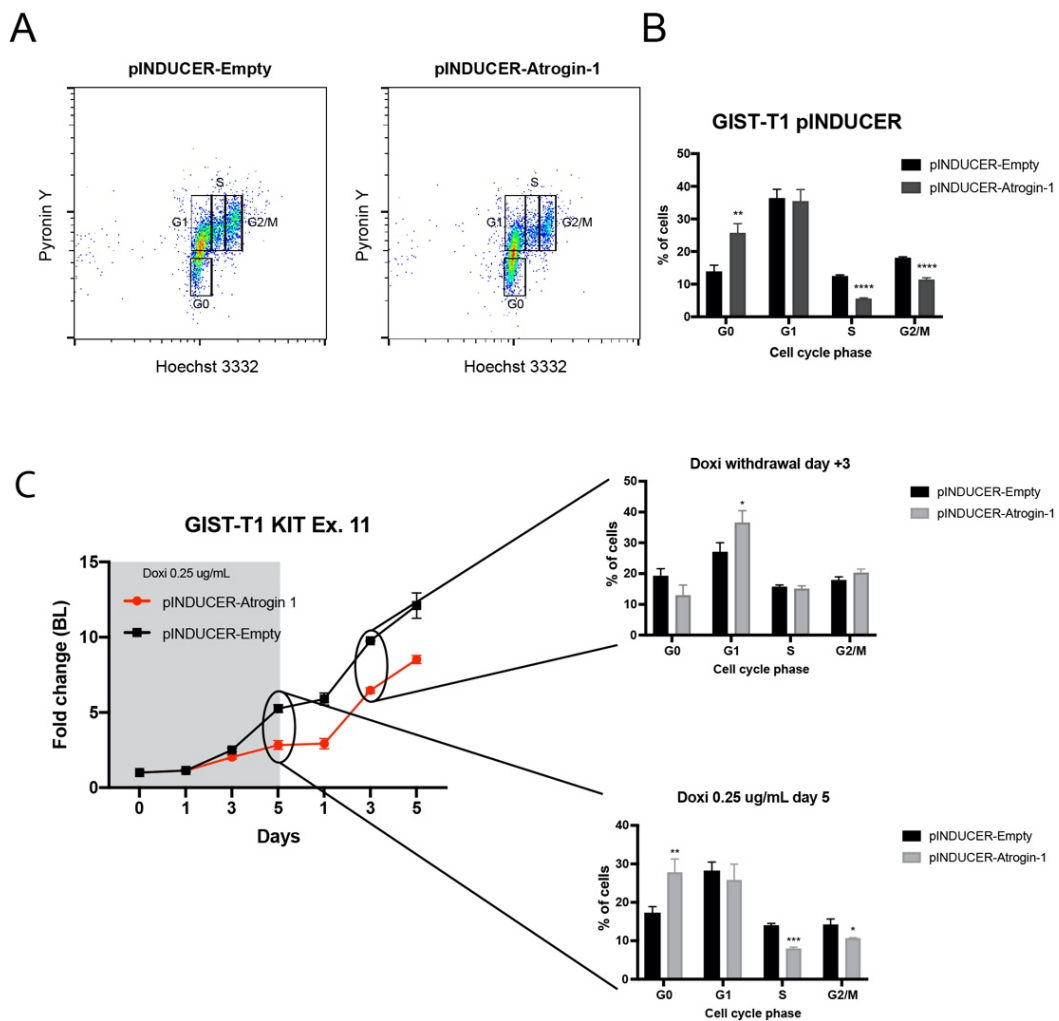 A
pINDUCER-Empty
Pyronin Y
S
G1
G2/M
G0
Hoechst 3332
pINDUCER-Atrogin-1
Pyronin Y
S
G1
G2/M
G0
Hoechst 3332
B
GIST-T1 pINDUCER
pINDUCER-Empty
pINDUCER-Atrogin-1
% of cells
50
40
30
20
10
0
**
****
****
G0 G1 S G2/M
Cell cycle phase
C
GIST-T1 KIT Ex. 11
Doxi 0.25 ug/mL
pINDUCER-Atrogin 1
pINDUCER-Empty
Fold change (BL)
15
10
5
0
0 1 3 5 1 3 5
Days
Doxi withdrawal day +3
pINDUCER-Empty
pINDUCER-Atrogin-1
% of cells
50
40
30
20
10
0
*
G0 G1 S G2/M
Cell cycle phase
Doxi 0.25 ug/mL day 5
pINDUCER-Empty
pINDUCER-Atrogin-1
% of cells
40
30
20
10
0
**
***
*
G0 G1 S G2/M
Cell cycle phase